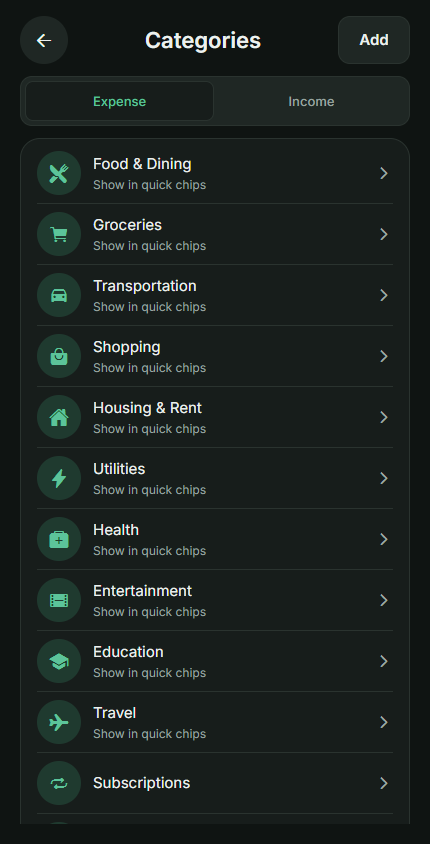 Categories
Add
Expense
Income
Food & Dining
Show in quick chips
Groceries
Show in quick chips
Transportation
Show in quick chips
Shopping
Show in quick chips
Housing & Rent
Show in quick chips
Utilities
Show in quick chips
Health
Show in quick chips
Entertainment
Show in quick chips
Education
Show in quick chips
Travel
Show in quick chips
Subscriptions